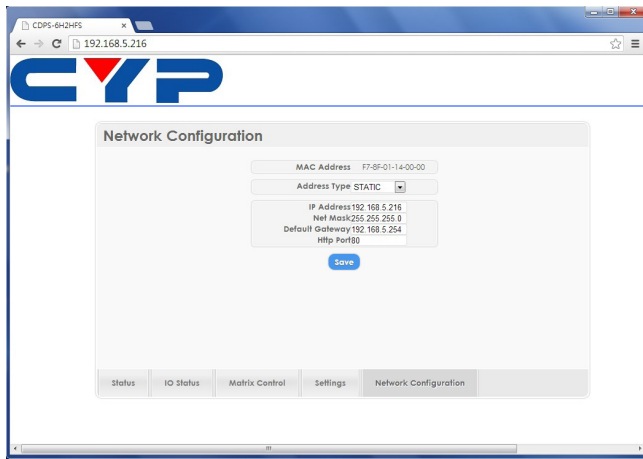 CDPS-6H2HFS
192.168.5.216
CYP
Network Configuration
MAC Address F7-8F-01-14-00-00
Address Type STATIC
IP Address 192.168.5.216
Net Mask 255.255.255.0
Default Gateway 192.168.5.254
Http Port 80
Save
Status IO Status Matrix Control Settings Network Configuration